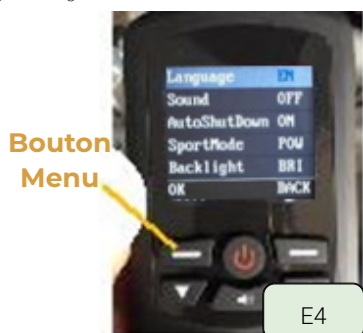 Language EN
Sound OFF
AutoShutDown ON
SportMode POW
Backlight BRI
OK BACK
Bouton
Menu
E4